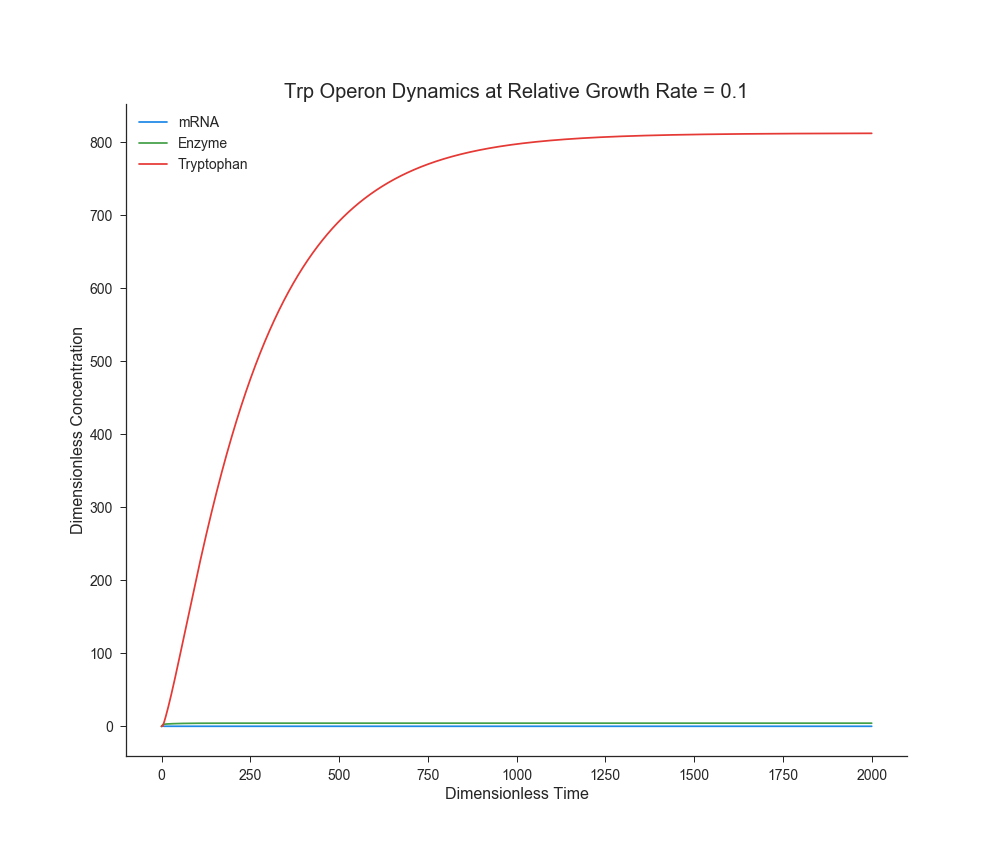 Trp Operon Dynamics at Relative Growth Rate = 0.1
mRNA
Enzyme
Tryptophan
Dimensionless Concentration
800
700
600
500
400
300
200
100
0
0 250 500 750 1000 1250 1500 1750 2000
Dimensionless Time